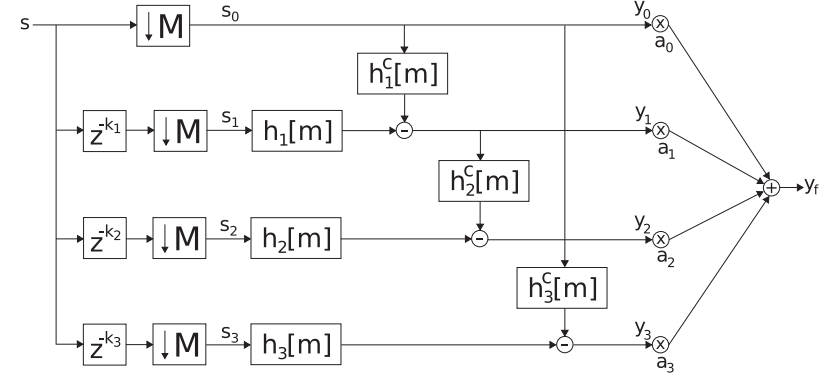 s ↓M s₀ y₀ x a₀
h₁ᶜ[m]
z⁻ᵏ¹ ↓M s₁ h₁[m] - y₁ x a₁
h₂ᶜ[m] + y_f
z⁻ᵏ² ↓M s₂ h₂[m] - y₂ x a₂
h₃ᶜ[m]
z⁻ᵏ³ ↓M s₃ h₃[m] - y₃ x a₃